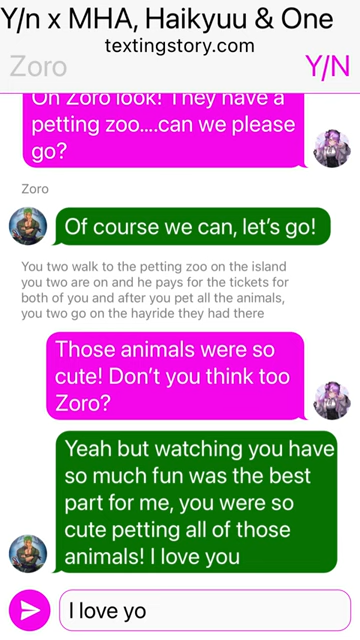 Y/n x MHA, Haikyuu & One
textingstory.com
Zoro
Y/N
Oh Zoro look! They have a
petting zoo....can we please
go?
Zoro
Of course we can, let's go!
You two walk to the petting zoo on the island
you two are on and he pays for the tickets for
both of you and after you pet all the animals,
you two go on the hayride they had there
Those animals were so
cute! Don't you think too
Zoro?
Yeah but watching you have
so much fun was the best
part for me, you were so
cute petting all of those
animals! I love you
I love yo